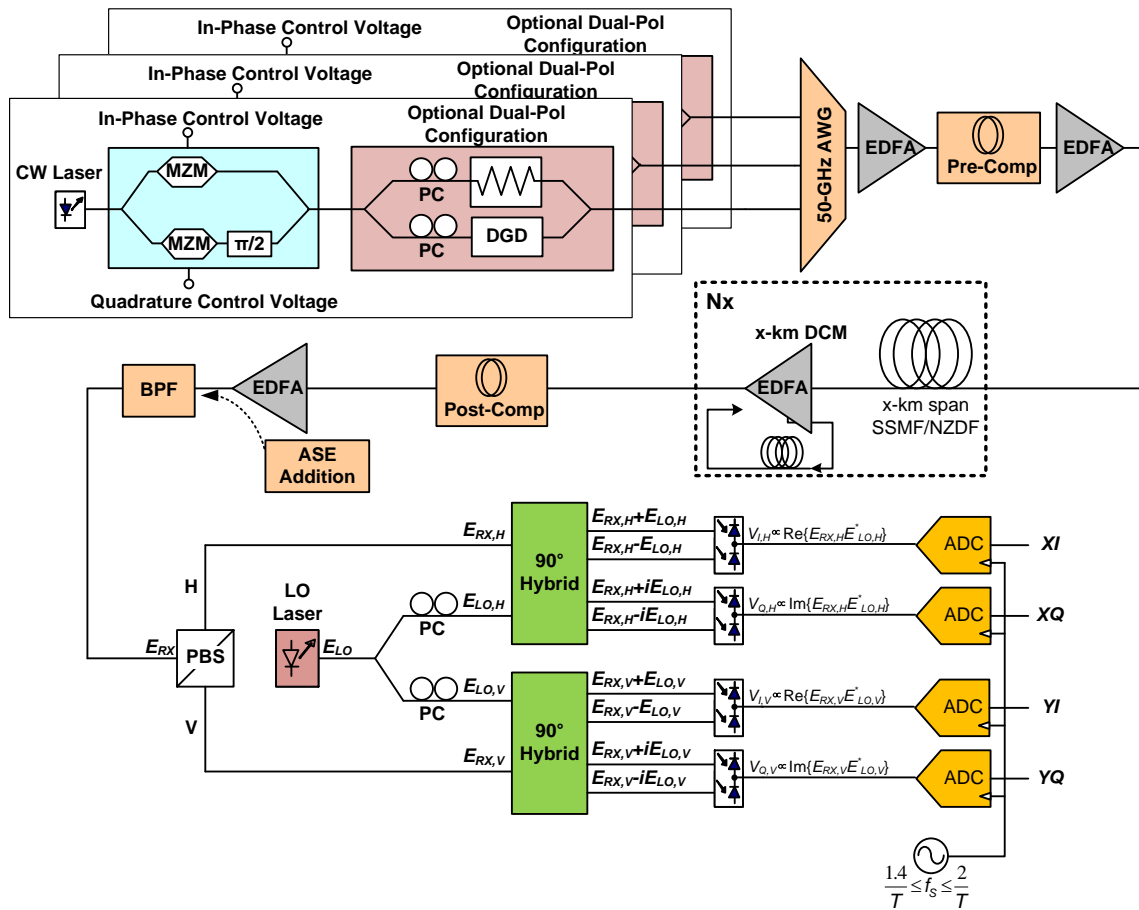 In-Phase Control Voltage
Optional Dual-Pol
Configuration
In-Phase Control Voltage
Optional Dual-Pol
Configuration
In-Phase Control Voltage
Optional Dual-Pol
Configuration
CW Laser
MZM
MZM
π/2
Quadrature Control Voltage
PC
PC
DGD
50-GHz AWG
EDFA
Pre-Comp
EDFA
Nx
x-km DCM
EDFA
x-km span
SSMF/NZDF
Post-Comp
EDFA
BPF
ASE
Addition
H
V
E_RX
PBS
LO
Laser
E_LO
PC
PC
E_RX,H
E_LO,H
E_LO,V
E_RX,V
90°
Hybrid
90°
Hybrid
E_RX,H+E_LO,H
E_RX,H-E_LO,H
E_RX,H+iE_LO,H
E_RX,H-iE_LO,H
E_RX,V+E_LO,V
E_RX,V-E_LO,V
E_RX,V+iE_LO,V
E_RX,V-iE_LO,V
V_I,H∝Re{E_RX,H E*_LO,H}
V_Q,H∝Im{E_RX,H E*_LO,H}
V_I,V∝Re{E_RX,V E*_LO,V}
V_Q,V∝Im{E_RX,V E*_LO,V}
ADC
XI
ADC
XQ
ADC
YI
ADC
YQ
1.4/T ≤ f_S ≤ 2/T